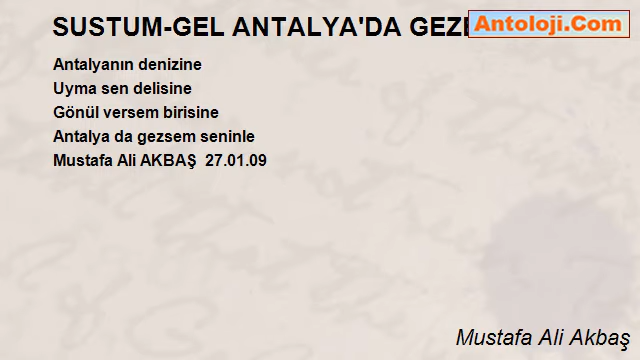 SUSTUM-GEL ANTALYA'DA
Antoloji.Com
Antalyanın denizine
Uyma sen delisine
Gönül versem birisine
Antalya da gezsem seninle
Mustafa Ali AKBAŞ 27.01.09
Mustafa Ali Akbaş